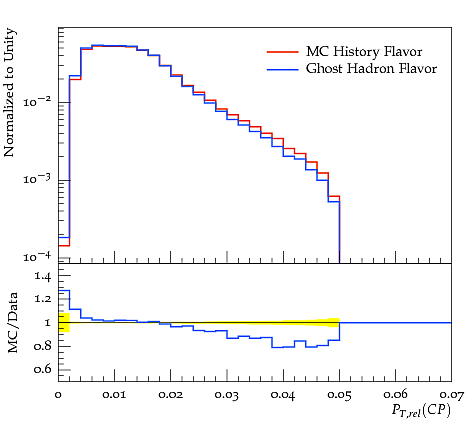 Normalized to Unity
MC History Flavor
Ghost Hadron Flavor
10⁻²
10⁻³
10⁻⁴
MC/Data
1.4
1.2
1
0.8
0.6
0 0.01 0.02 0.03 0.04 0.05 0.06 0.07
P_{T,rel}(CP)